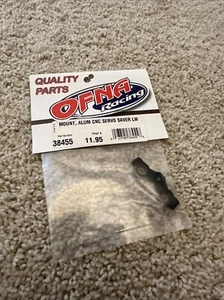 QUALITY
PARTS
OFNA
Racing
MOUNT, ALUM CNC SERVO SAVER LW
38455
11.95